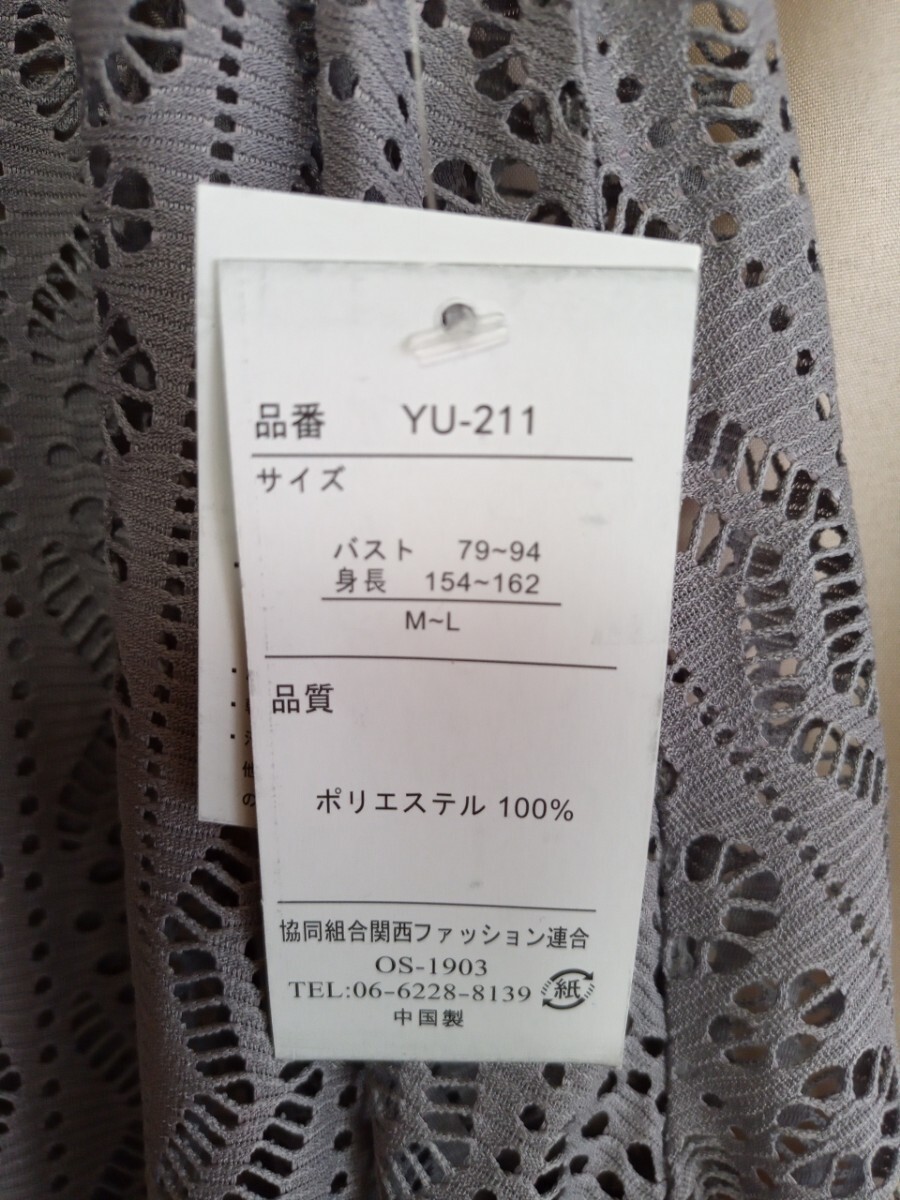 品番 YU-211
サイズ
バスト 79~94
身長 154~162
M~L
品質
ポリエステル 100%
協同組合関西ファッション連合
OS-1903
TEL:06-6228-8139 紙
中国製
他
の